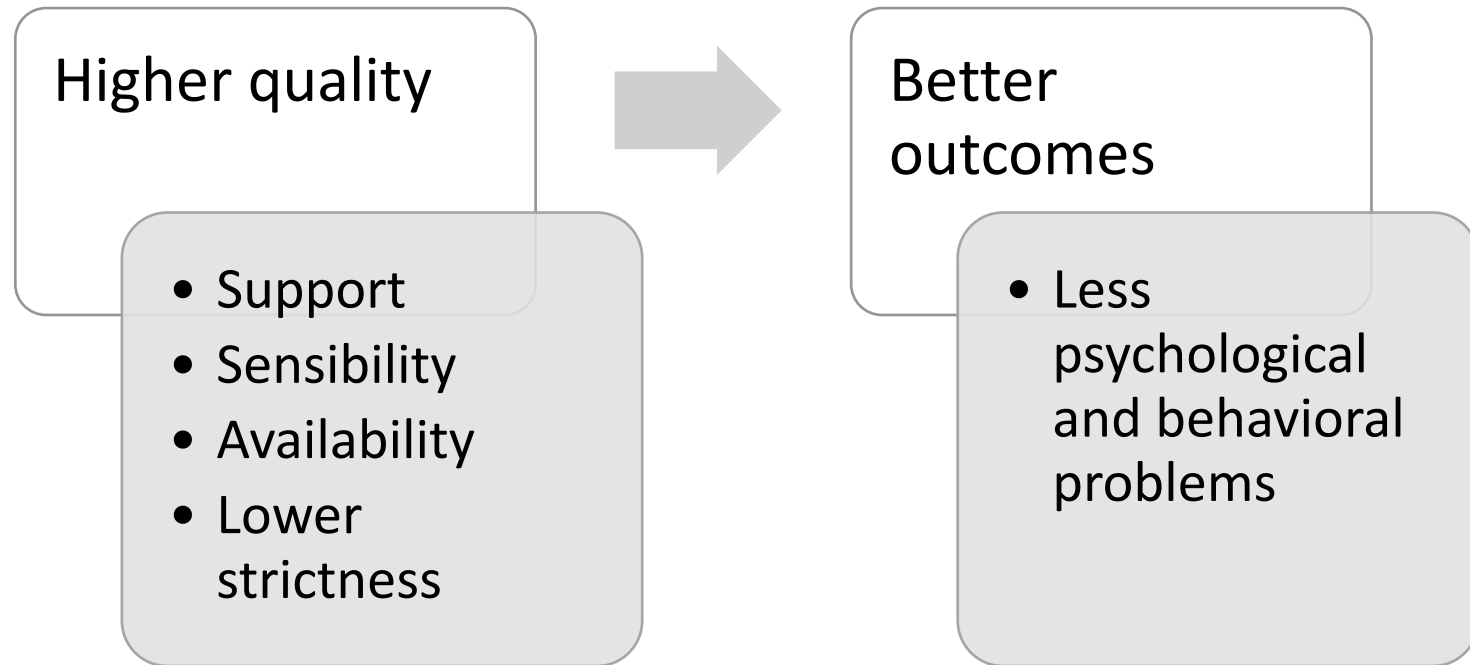 Higher quality
• Support
• Sensibility
• Availability
• Lower
strictness
Better
outcomes
• Less
psychological
and behavioral
problems